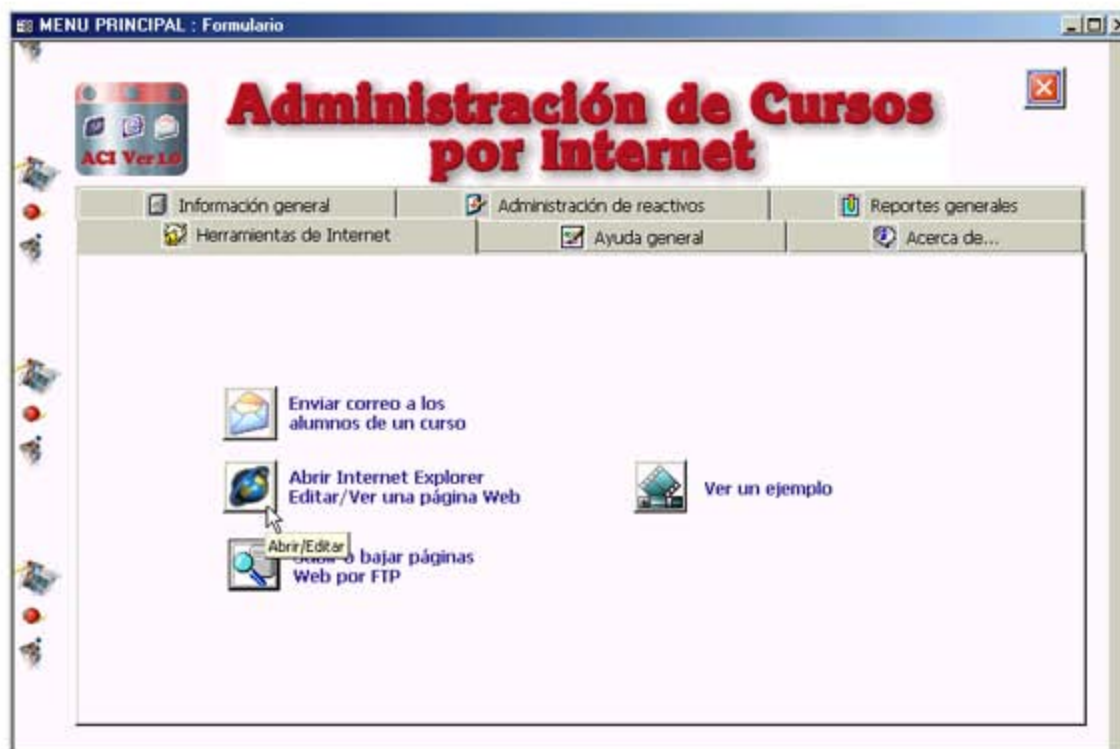 MENU PRINCIPAL : Formulario
Administración de Cursos
por Internet
ACI Ver 1.0
Información general
Administración de reactivos
Reportes generales
Herramientas de Internet
Ayuda general
Acerca de...
Enviar correo a los
alumnos de un curso
Abrir Internet Explorer
Editar/Ver una página Web
Ver un ejemplo
Abrir/Editar
bajar páginas
Web por FTP